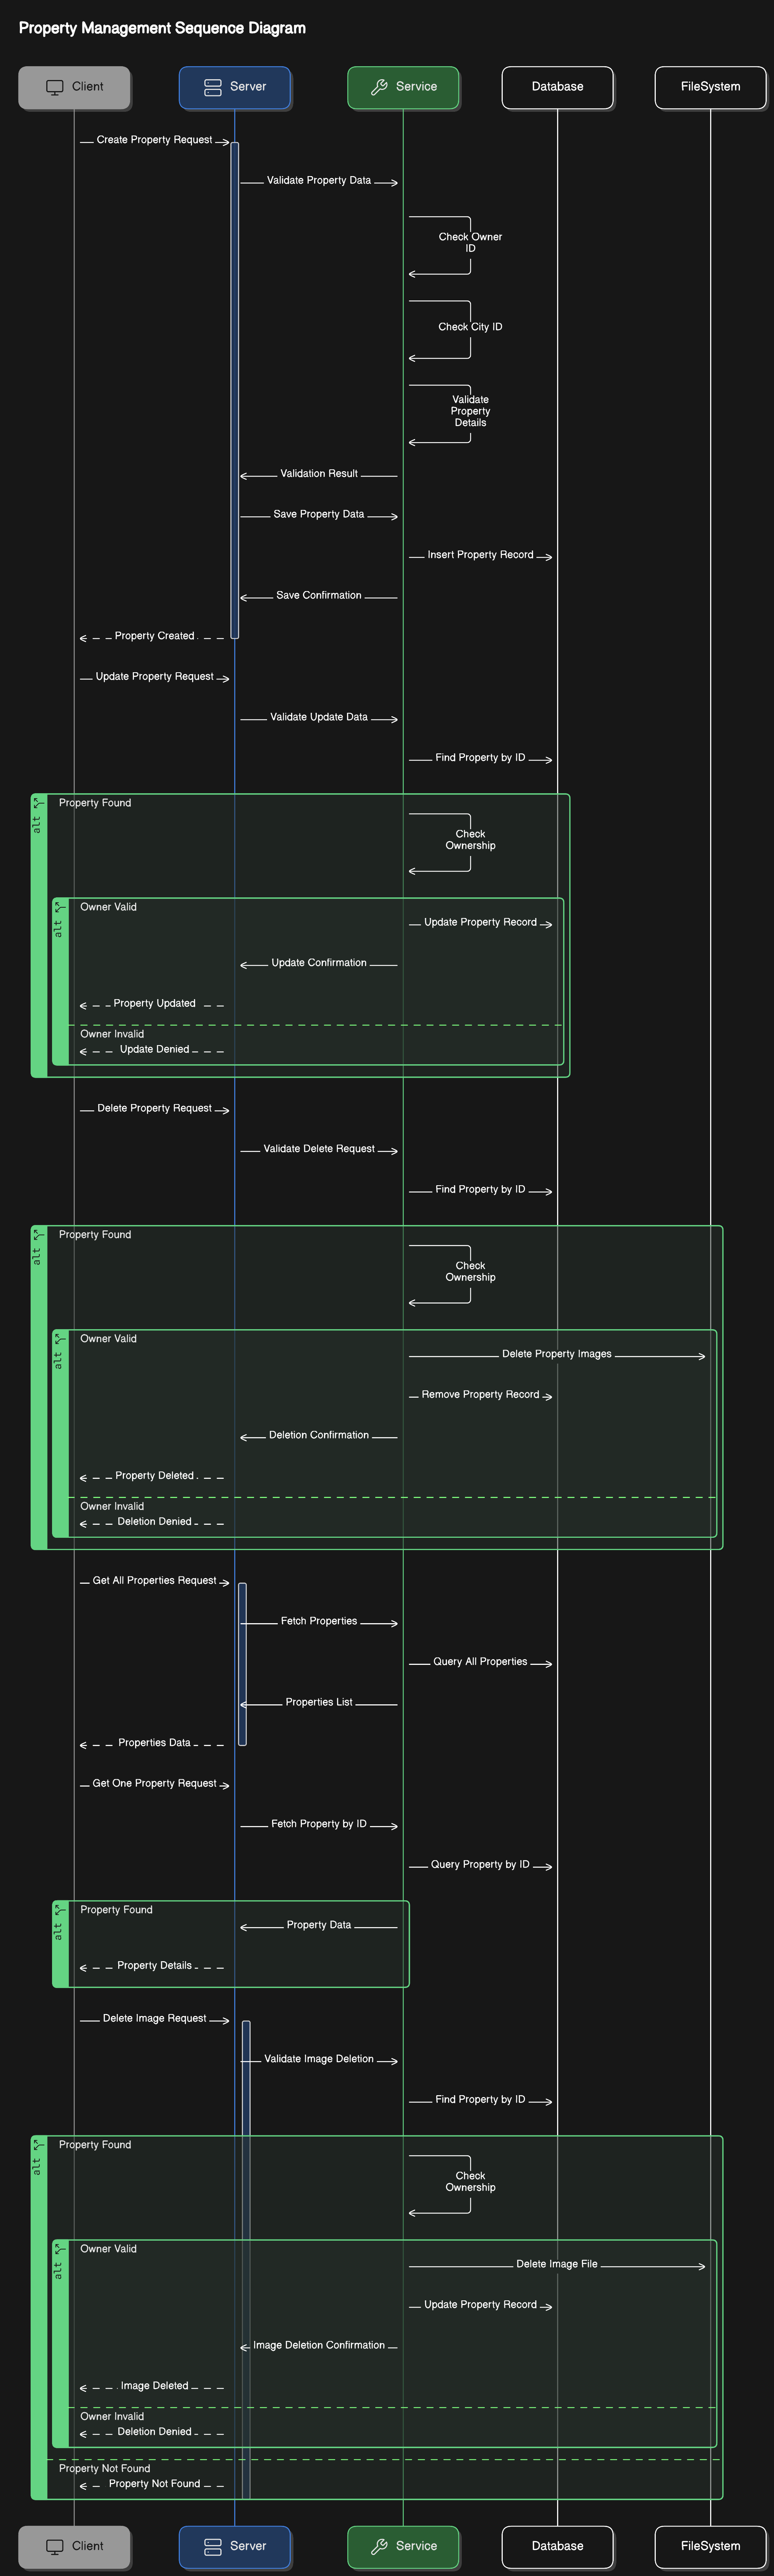 Property Management Sequence Diagram
Client
Server
Service
Database
FileSystem
Create Property Request
Validate Property Data
Check Owner
ID
Check City ID
Validate
Property
Details
Validation Result
Save Property Data
Insert Property Record
Save Confirmation
Property Created
Update Property Request
Validate Update Data
Find Property by ID
alt
Property Found
Check
Ownership
alt
Owner Valid
Update Property Record
Update Confirmation
Property Updated
Owner Invalid
Update Denied
Delete Property Request
Validate Delete Request
Find Property by ID
alt
Property Found
Check
Ownership
alt
Owner Valid
Delete Property Images
Remove Property Record
Deletion Confirmation
Property Deleted
Owner Invalid
Deletion Denied
Get All Properties Request
Fetch Properties
Query All Properties
Properties List
Properties Data
Get One Property Request
Fetch Property by ID
Query Property by ID
alt
Property Found
Property Data
Property Details
Delete Image Request
Validate Image Deletion
Find Property by ID
alt
Property Found
Check
Ownership
alt
Owner Valid
Delete Image File
Update Property Record
Image Deletion Confirmation
Image Deleted
Owner Invalid
Deletion Denied
Property Not Found
Property Not Found
Client
Server
Service
Database
FileSystem